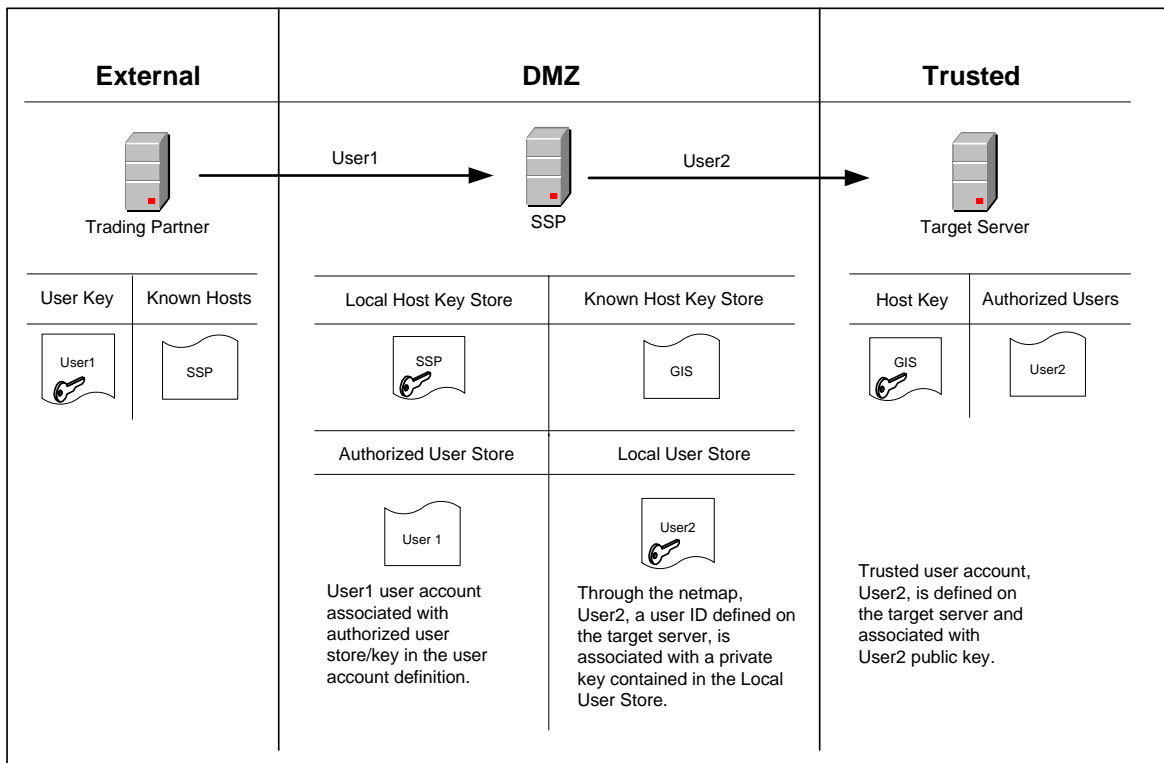 External
DMZ
Trusted
User1
User2
Trading Partner
SSP
Target Server
User Key
Known Hosts
Local Host Key Store
Known Host Key Store
Host Key
Authorized Users
User1
SSP
SSP
GIS
GIS
User2
Authorized User Store
Local User Store
User 1
User2
User1 user account
associated with
authorized user
store/key in the user
account definition.
Through the netmap,
User2, a user ID defined on
the target server, is
associated with a private
key contained in the Local
User Store.
Trusted user account,
User2, is defined on
the target server and
associated with
User2 public key.